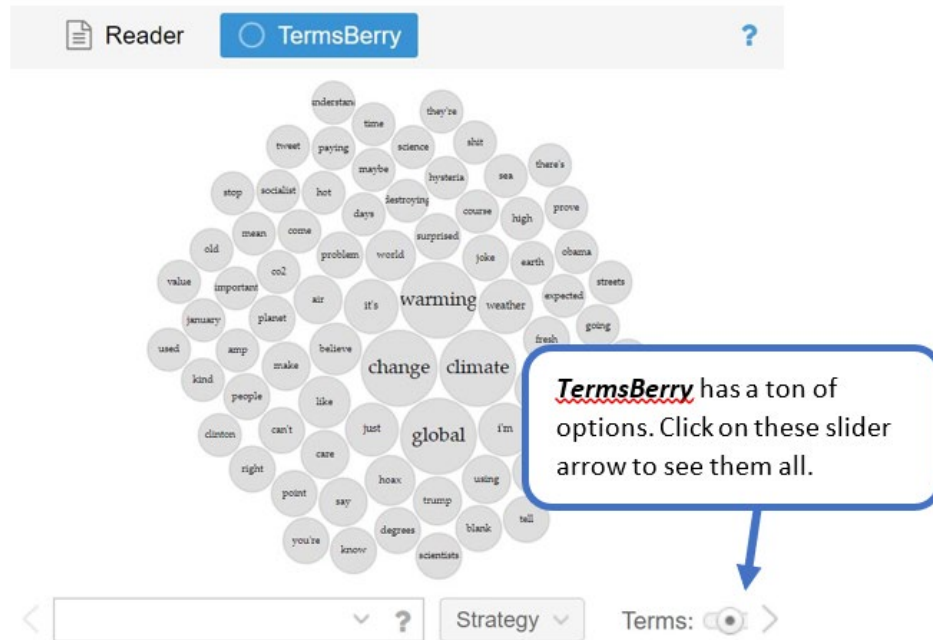 Reader
TermsBerry
?
they're
time
tweet
paying
science
shit
maybe
there's
hysteria
sea
stop
socialist
hot
destroying
days
course
high
prove
mean
come
surprised
old
problem
world
joke
earth
obama
co2
value
important
air
it's
warming
weather
expected
streets
january
planet
going
fresh
used
amp
believe
make
change
climate
kind
people
like
clinton
can't
just
global
i'm
care
right
hoax
using
point
say
trump
tell
degrees
blank
you're
know
scientists
TermsBerry has a ton of
options. Click on these slider
arrow to see them all.
?
Strategy
Terms: